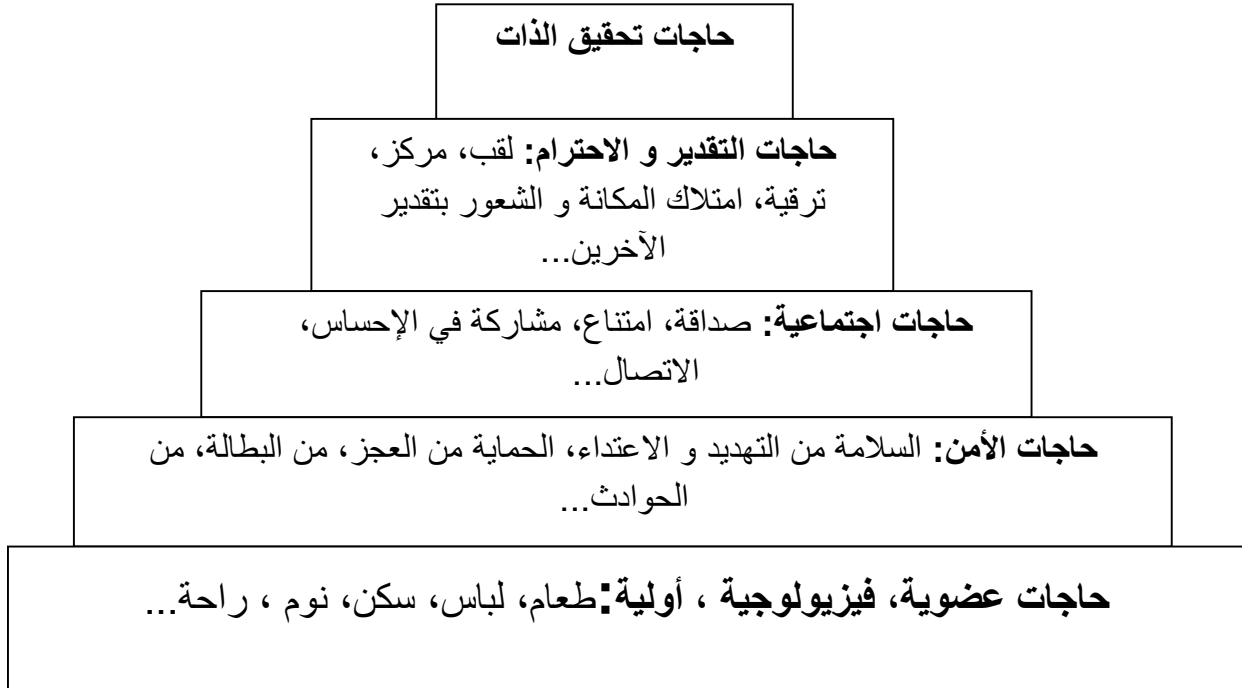 حاجات تحقيق الذات
حاجات التقدير و الاحترام: لقب، مركز،
ترقية، امتلاك المكانة و الشعور بتقدير
الآخرين...
حاجات اجتماعية: صداقة، امتناع، مشاركة في الإحساس،
الاتصال...
حاجات الأمن: السلامة من التهديد و الاعتداء، الحماية من العجز، من البطالة، من
الحوادث...
حاجات عضوية، فيزيولوجية ، أولية:طعام، لباس، سكن، نوم ، راحة...